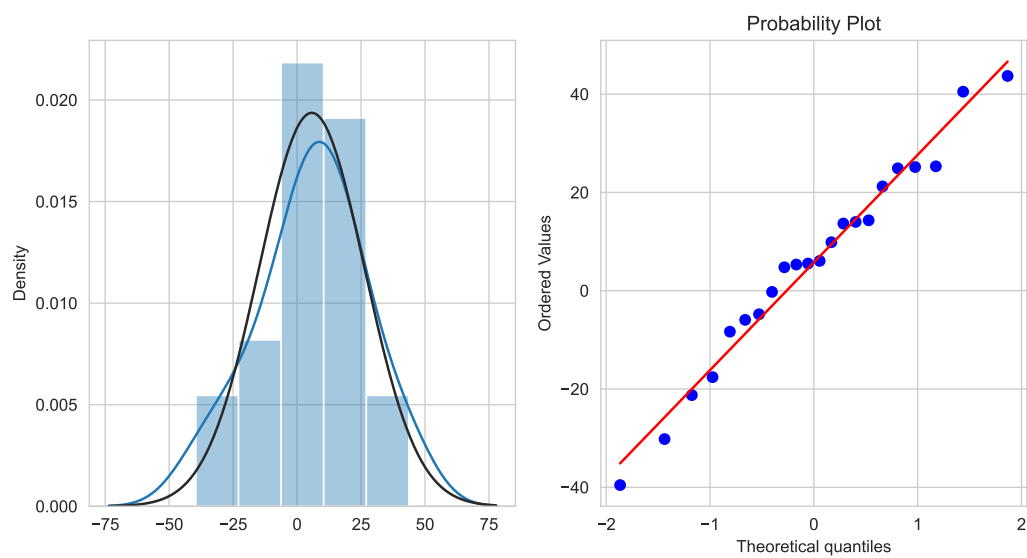 Probability Plot
0.020
0.015
0.010
0.005
0.000
Density
−75 −50 −25 0 25 50 75
40
20
0
−20
−40
Ordered Values
−2 −1 0 1 2
Theoretical quantiles